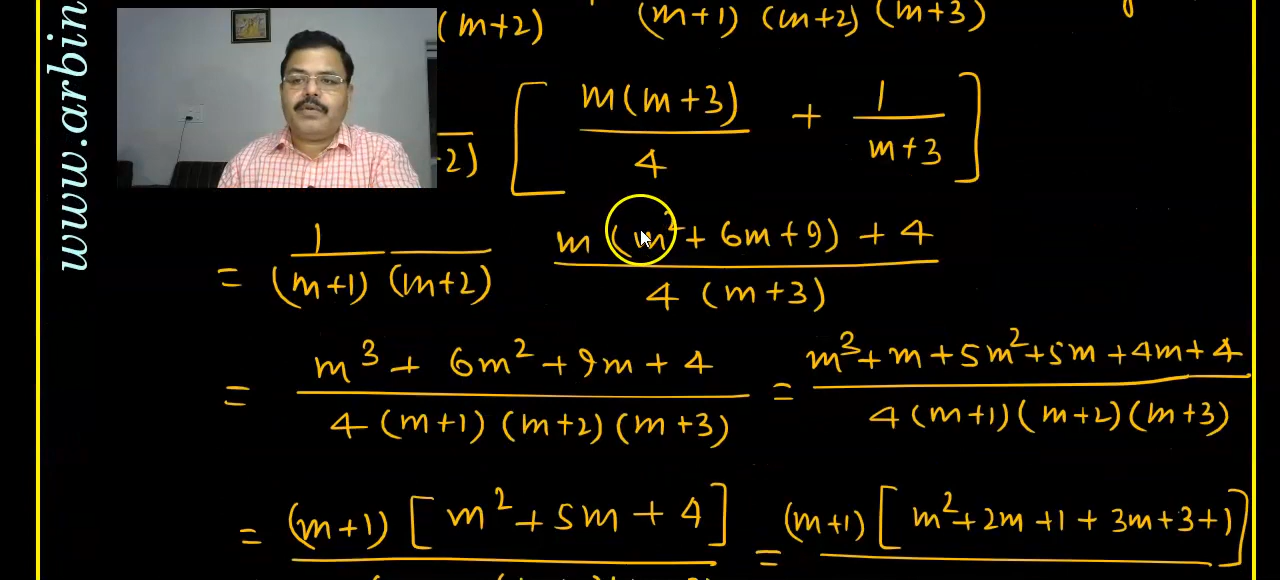 www.arbin
(m+2) (m+1) (m+2) (m+3)
2) [ m(m+3) / 4 + 1 / m+3 ]
= 1 / (m+1) (m+2) m (m² + 6m + 9) + 4 / 4 (m+3)
= m³ + 6m² + 9m + 4 / 4 (m+1) (m+2) (m+3) = m³ + m + 5m² + 5m + 4m + 4 / 4 (m+1) (m+2) (m+3)
= (m+1) [ m² + 5m + 4 ] = (m+1) [ m² + 2m + 1 + 3m + 3 + 1 ]